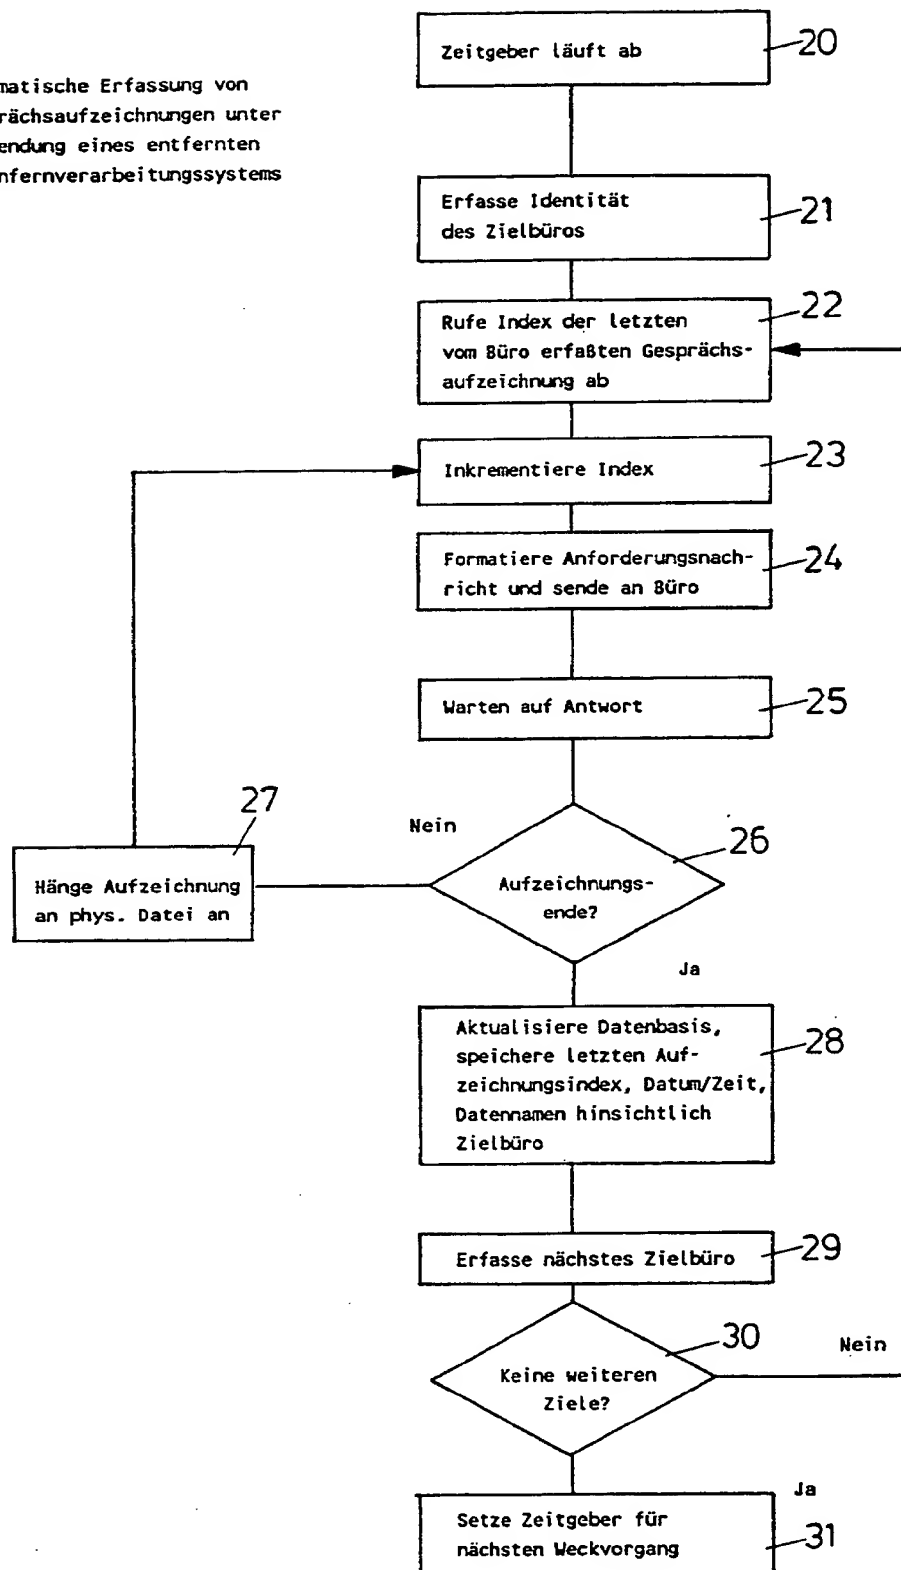 Zeitgeber läuft ab
20
matische Erfassung von
rächsaufzeichnungen unter
endung eines entfernten
nfernverarbeitungssystems
Erfasse Identität
des Zielbüros
21
Rufe Index der letzten
vom Büro erfaßten Gesprächs-
aufzeichnung ab
22
Inkrementiere Index
23
Formatiere Anforderungsnach-
richt und sende an Büro
24
Warten auf Antwort
25
27
Hänge Aufzeichnung
an phys. Datei an
Nein
26
Aufzeichnungs-
ende?
Ja
Aktualisiere Datenbasis,
speichere letzten Auf-
zeichnungsindex, Datum/Zeit,
Datennamen hinsichtlich
Zielbüro
28
Erfasse nächstes Zielbüro
29
30
Keine weiteren
Ziele?
Nein
Ja
Setze Zeitgeber für
nächsten Weckvorgang
31